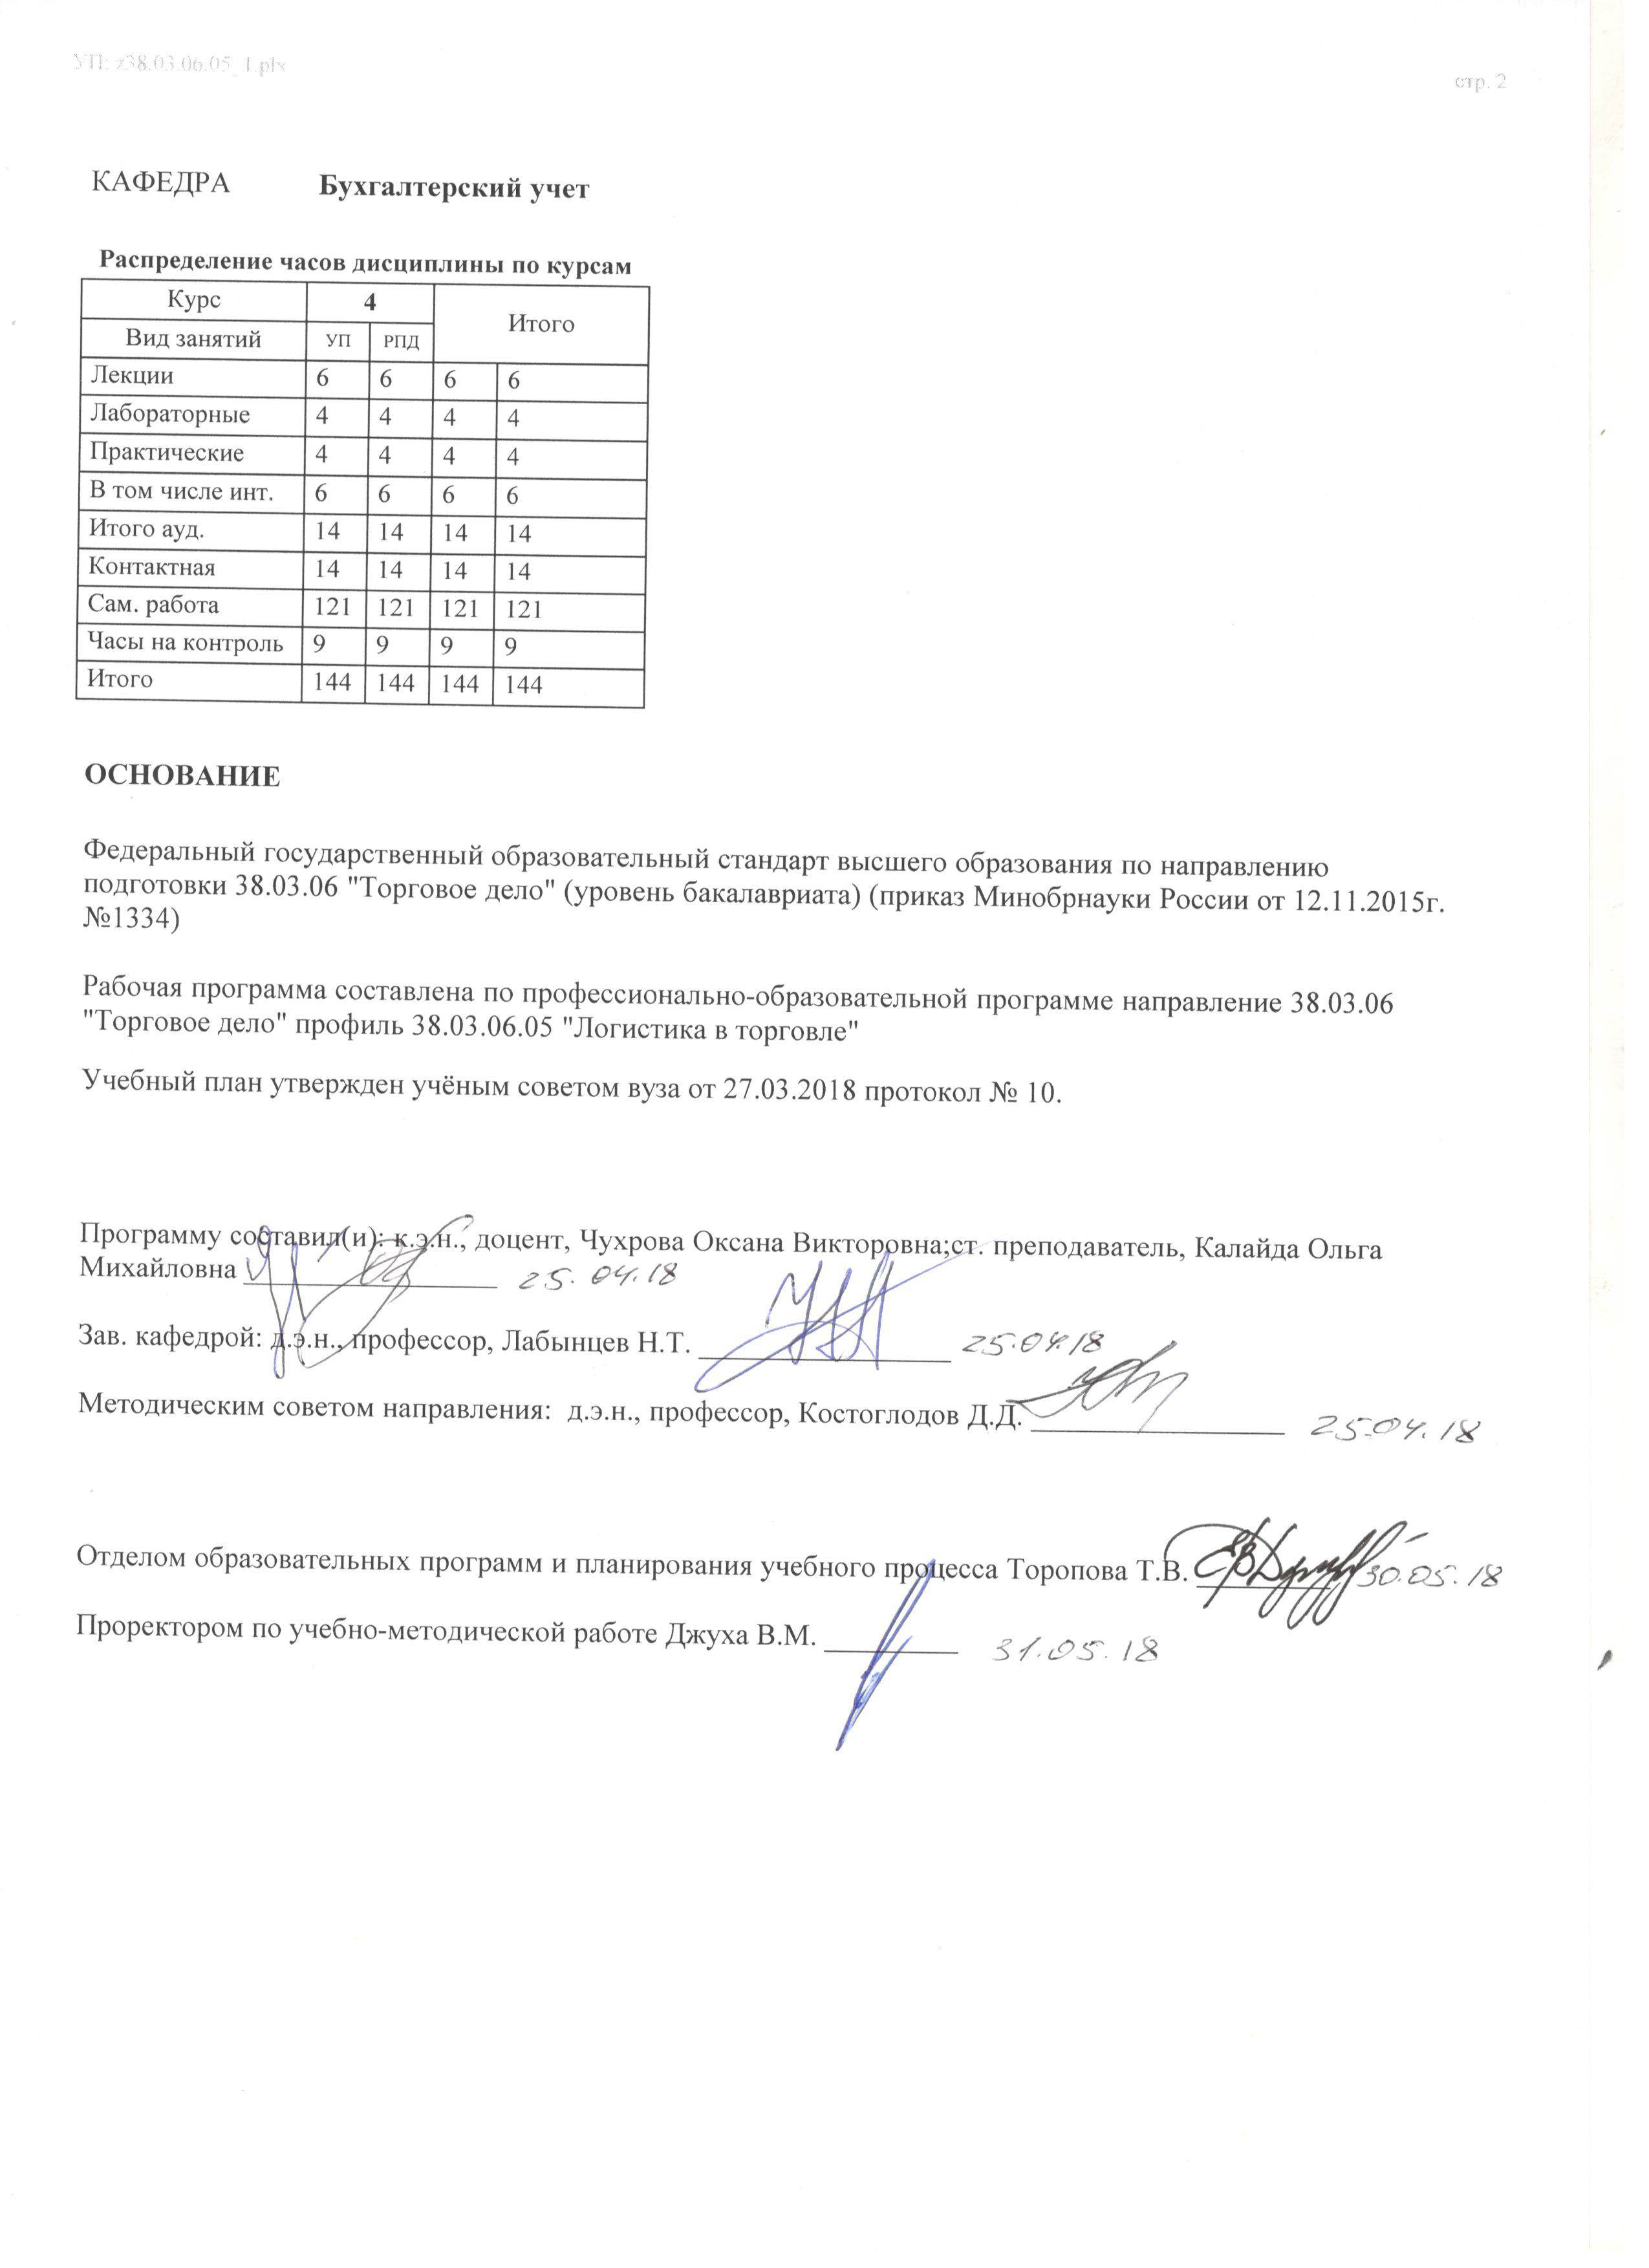 УП: z38.03.06.05_1.plx
стр. 2
КАФЕДРА Бухгалтерский учет
Распределение часов дисциплины по курсам
Курс 4 Итого
Вид занятий УП РПД
Лекции 6 6 6 6
Лабораторные 4 4 4 4
Практические 4 4 4 4
В том числе инт. 6 6 6 6
Итого ауд. 14 14 14 14
Контактная 14 14 14 14
Сам. работа 121 121 121 121
Часы на контроль 9 9 9 9
Итого 144 144 144 144
ОСНОВАНИЕ
Федеральный государственный образовательный стандарт высшего образования по направлению
подготовки 38.03.06 "Торговое дело" (уровень бакалавриата) (приказ Минобрнауки России от 12.11.2015г.
№1334)
Рабочая программа составлена по профессионально-образовательной программе направление 38.03.06
"Торговое дело" профиль 38.03.06.05 "Логистика в торговле"
Учебный план утвержден учёным советом вуза от 27.03.2018 протокол № 10.
Программу составил(и): к.э.н., доцент, Чухрова Оксана Викторовна;ст. преподаватель, Калайда Ольга
Михайловна 25.04.18
Зав. кафедрой: д.э.н., профессор, Лабынцев Н.Т. 25.04.18
Методическим советом направления: д.э.н., профессор, Костоглодов Д.Д. 25.04.18
Отделом образовательных программ и планирования учебного процесса Торопова Т.В. 30.05.18
Проректором по учебно-методической работе Джуха В.М. 31.05.18